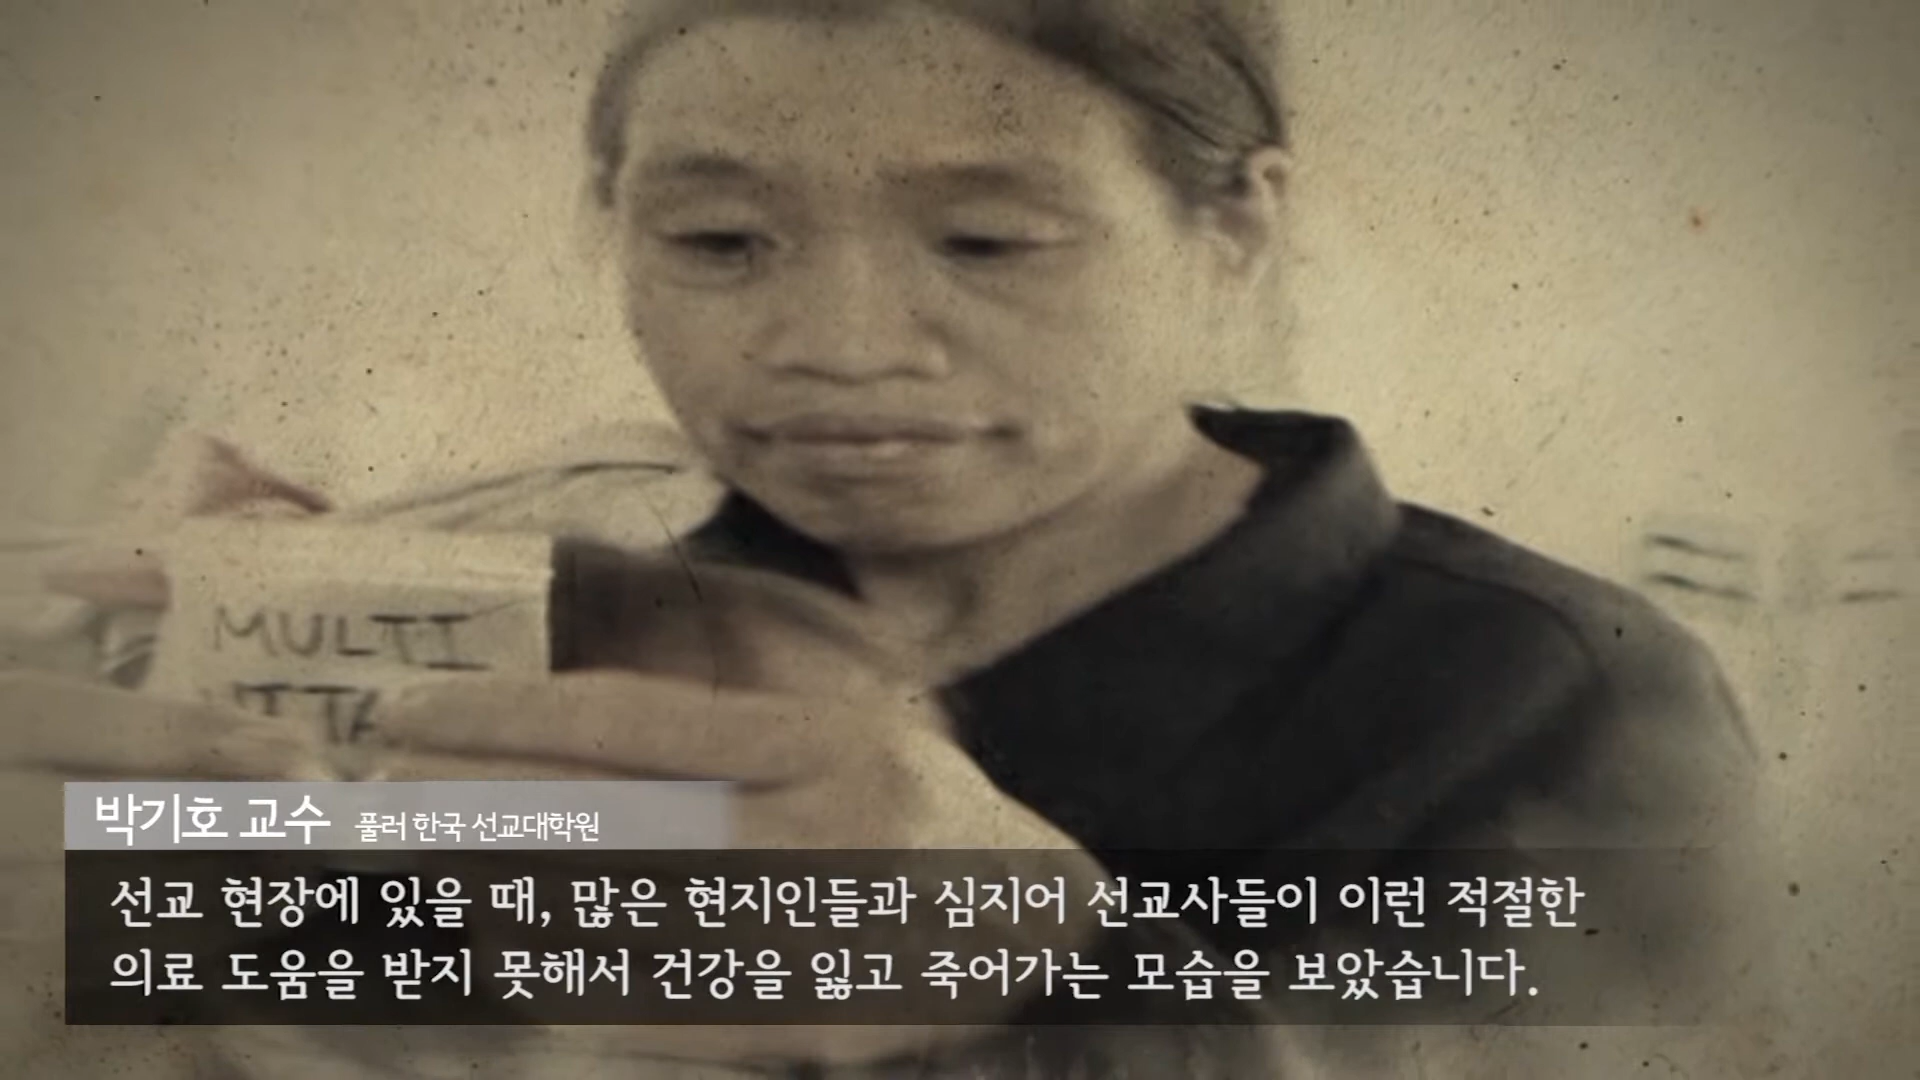 MULTI
박기호 교수 풀러 한국 선교대학원
선교 현장에 있을 때, 많은 현지인들과 심지어 선교사들이 이런 적절한
의료 도움을 받지 못해서 건강을 잃고 죽어가는 모습을 보았습니다.